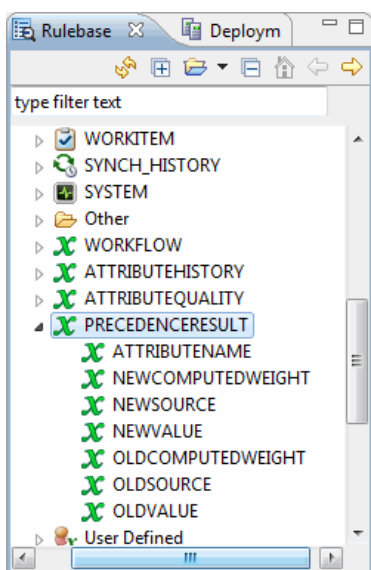 Rulebase Deploym
type filter text
WORKITEM
SYNCH_HISTORY
SYSTEM
Other
WORKFLOW
ATTRIBUTEHISTORY
ATTRIBUTEQUALITY
PRECEDENCERESULT
ATTRIBUTENAME
NEWCOMPUTEDWEIGHT
NEWSOURCE
NEWVALUE
OLDCOMPUTEDWEIGHT
OLDSOURCE
OLDVALUE
User Defined